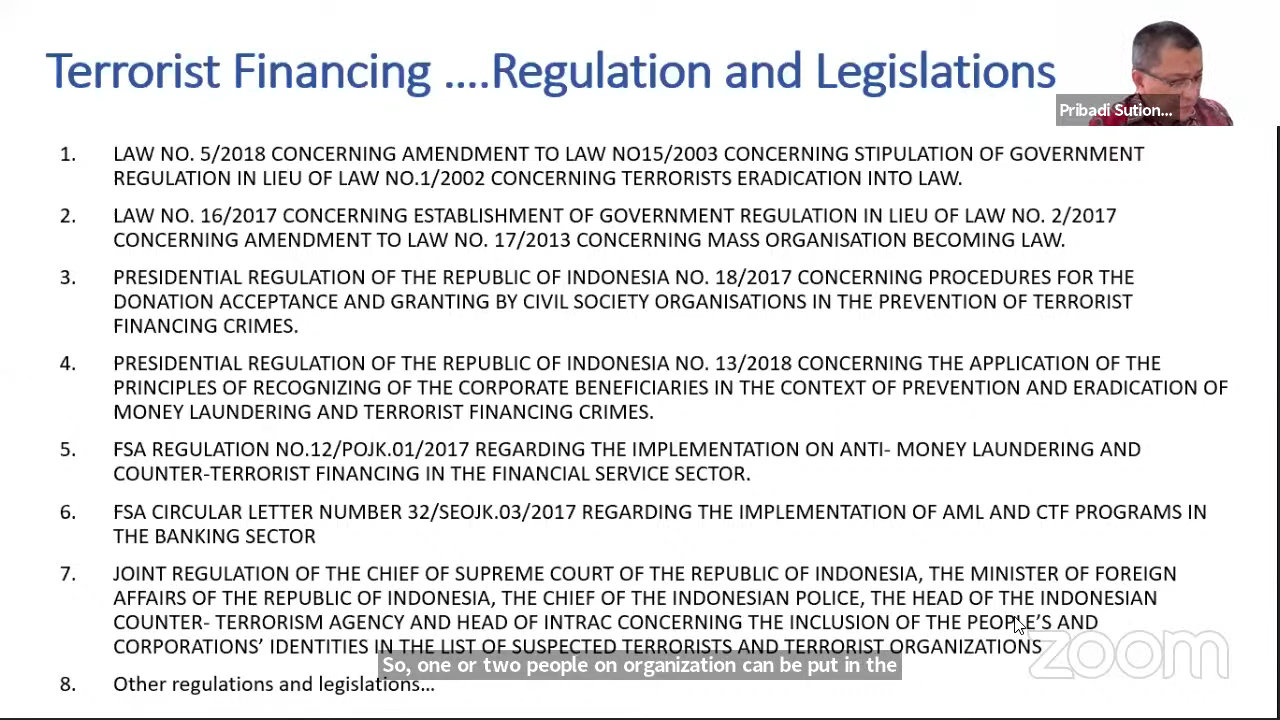 Terrorist Financing ....Regulation and Legislations
Pribadi Sution...
1. LAW NO. 5/2018 CONCERNING AMENDMENT TO LAW NO15/2003 CONCERNING STIPULATION OF GOVERNMENT
REGULATION IN LIEU OF LAW NO.1/2002 CONCERNING TERRORISTS ERADICATION INTO LAW.
2. LAW NO. 16/2017 CONCERNING ESTABLISHMENT OF GOVERNMENT REGULATION IN LIEU OF LAW NO. 2/2017
CONCERNING AMENDMENT TO LAW NO. 17/2013 CONCERNING MASS ORGANISATION BECOMING LAW.
3. PRESIDENTIAL REGULATION OF THE REPUBLIC OF INDONESIA NO. 18/2017 CONCERNING PROCEDURES FOR THE
DONATION ACCEPTANCE AND GRANTING BY CIVIL SOCIETY ORGANISATIONS IN THE PREVENTION OF TERRORIST
FINANCING CRIMES.
4. PRESIDENTIAL REGULATION OF THE REPUBLIC OF INDONESIA NO. 13/2018 CONCERNING THE APPLICATION OF THE
PRINCIPLES OF RECOGNIZING OF THE CORPORATE BENEFICIARIES IN THE CONTEXT OF PREVENTION AND ERADICATION OF
MONEY LAUNDERING AND TERRORIST FINANCING CRIMES.
5. FSA REGULATION NO.12/POJK.01/2017 REGARDING THE IMPLEMENTATION ON ANTI- MONEY LAUNDERING AND
COUNTER-TERRORIST FINANCING IN THE FINANCIAL SERVICE SECTOR.
6. FSA CIRCULAR LETTER NUMBER 32/SEOJK.03/2017 REGARDING THE IMPLEMENTATION OF AML AND CTF PROGRAMS IN
THE BANKING SECTOR
7. JOINT REGULATION OF THE CHIEF OF SUPREME COURT OF THE REPUBLIC OF INDONESIA, THE MINISTER OF FOREIGN
AFFAIRS OF THE REPUBLIC OF INDONESIA, THE CHIEF OF THE INDONESIAN POLICE, THE HEAD OF THE INDONESIAN
COUNTER- TERRORISM AGENCY AND HEAD OF INTRAC CONCERNING THE INCLUSION OF THE PEOPLE'S AND
CORPORATIONS' IDENTITIES IN THE LIST OF SUSPECTED TERRORISTS AND TERRORIST ORGANIZATIONS
So, one or two people on organization can be put in the
zoom
8. Other regulations and legislations...